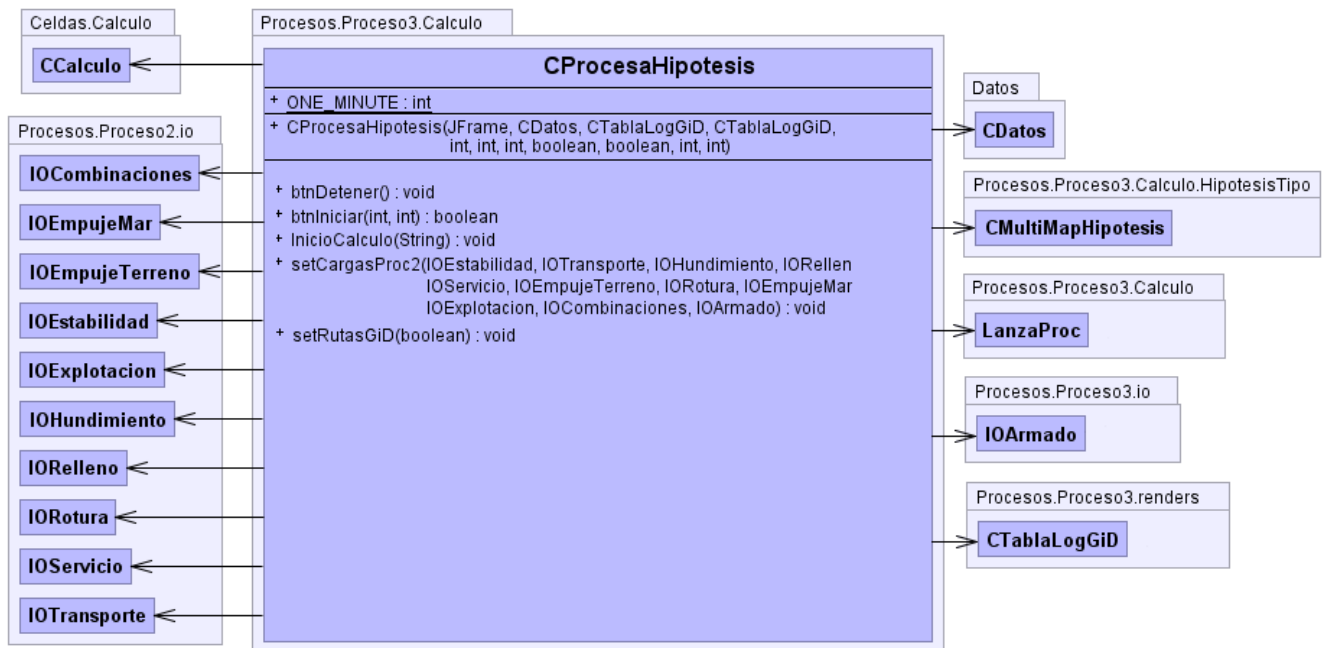 Celdas.Calculo
CCalculo
Procesos.Proceso2.io
IOCombinaciones
IOEmpujeMar
IOEmpujeTerreno
IOEstabilidad
IOExplotacion
IOHundimiento
IORelleno
IORotura
IOServicio
IOTransporte
Procesos.Proceso3.Calculo
CProcesaHipotesis
+ ONE_MINUTE : int
+ CProcesaHipotesis(JFrame, CDatos, CTablaLogGiD, CTablaLogGiD,
int, int, int, boolean, boolean, int, int)
+ btnDetener() : void
+ btnIniciar(int, int) : boolean
+ InicioCalculo(String) : void
+ setCargasProc2(IOEstabilidad, IOTransporte, IOHundimiento, IORellen
IOServicio, IOEmpujeTerreno, IORotura, IOEmpujeMar
IOExplotacion, IOCombinaciones, IOArmado) : void
+ setRutasGiD(boolean) : void
Datos
CDatos
Procesos.Proceso3.Calculo.HipotesisTipo
CMultiMapHipotesis
Procesos.Proceso3.Calculo
LanzaProc
Procesos.Proceso3.io
IOArmado
Procesos.Proceso3.renders
CTablaLogGiD